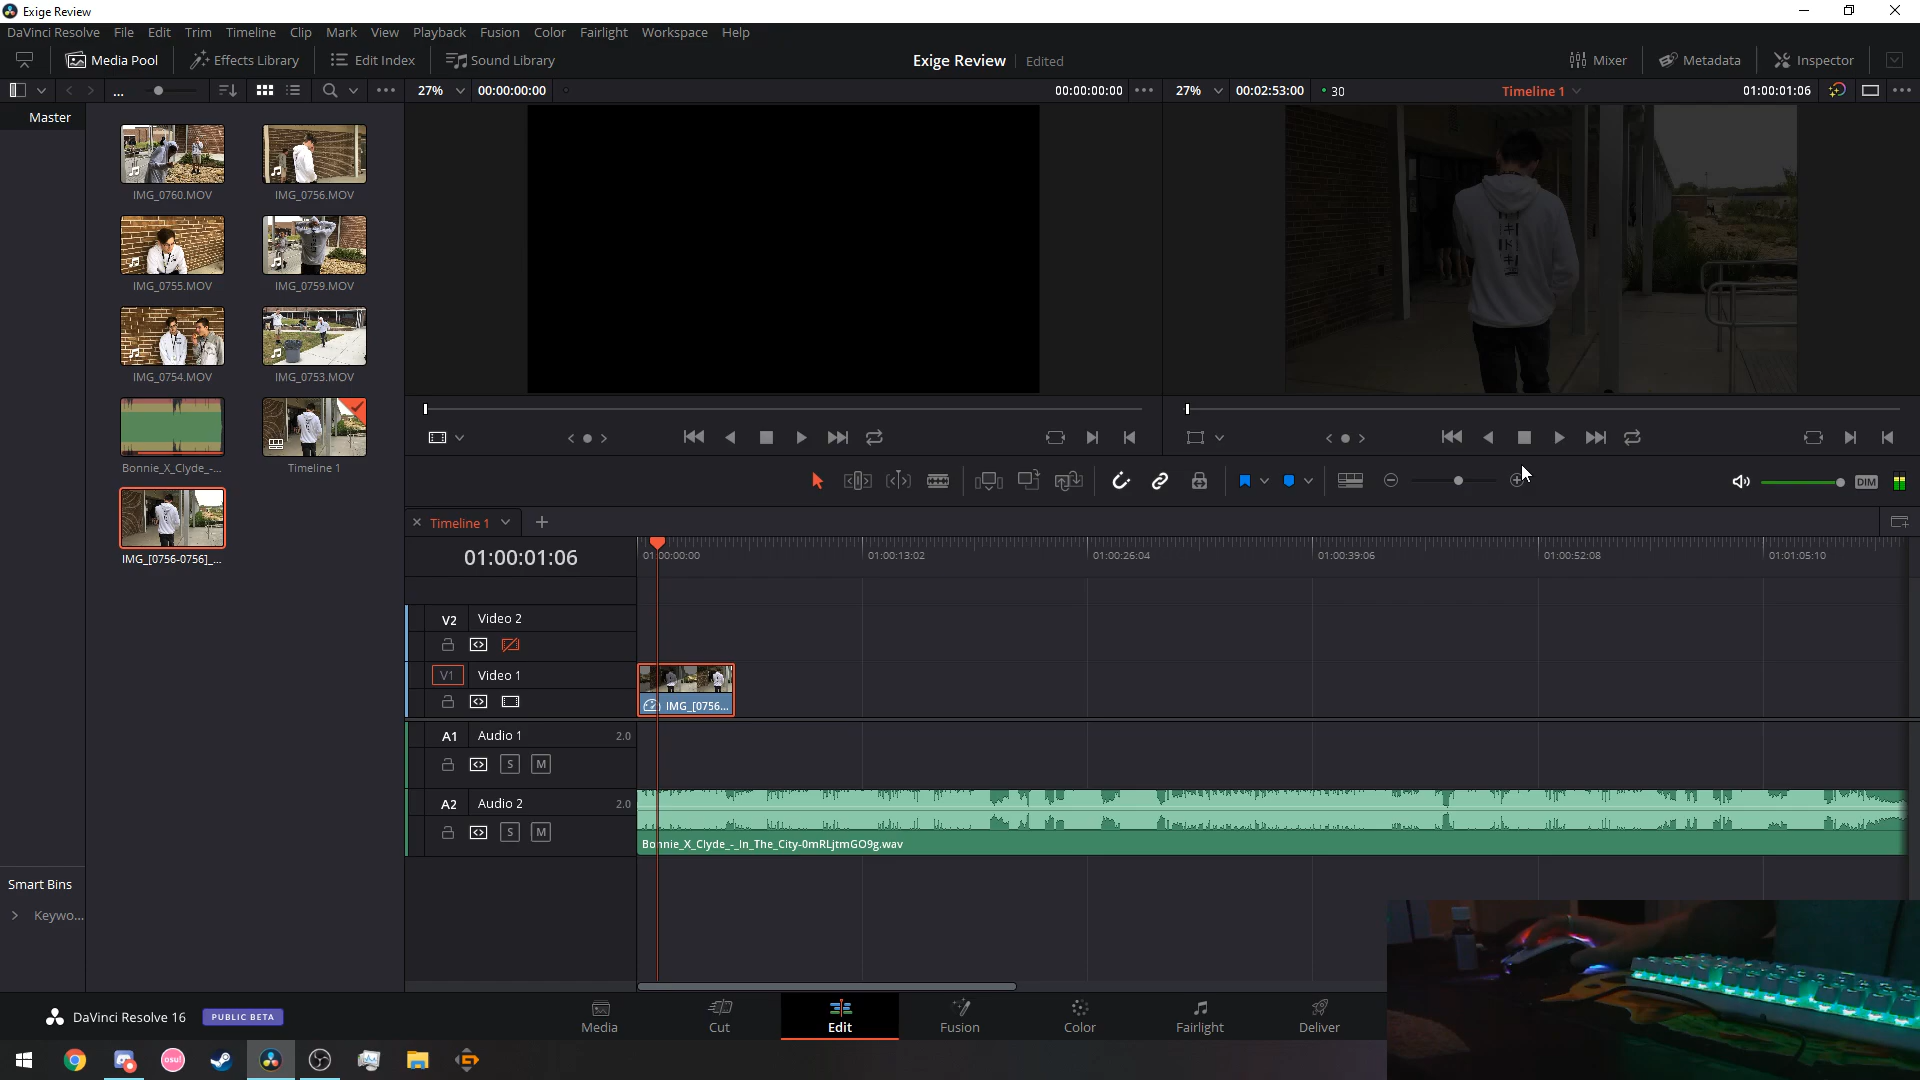 Exige Review
DaVinci Resolve File Edit Trim Timeline Clip Mark View Playback Fusion Color Fairlight Workspace Help
Media Pool Effects Library Edit Index Sound Library Exige Review Edited Mixer Metadata Inspector
... 27% 00:00:00:00 00:00:00:00 27% 00:02:53:00 30 Timeline 1 01:00:01:06
Master
IMG_0760.MOV IMG_0756.MOV
IMG_0755.MOV IMG_0759.MOV
IMG_0754.MOV IMG_0753.MOV
Bonnie_X_Clyde_-... Timeline 1
IMG_[0756-0756]_...
DIM
Timeline 1
01:00:01:06
01:00:00:00 01:00:13:02 01:00:26:04 01:00:39:06 01:00:52:08 01:01:05:10
V2 Video 2
V1 Video 1
IMG_[0756...
A1 Audio 1 2.0
S M
A2 Audio 2 2.0
S M
Bonnie_X_Clyde_-_In_The_City-0mRLjtmGO9g.wav
Smart Bins
Keywo...
DaVinci Resolve 16 PUBLIC BETA
Media Cut Edit Fusion Color Fairlight Deliver
osu!